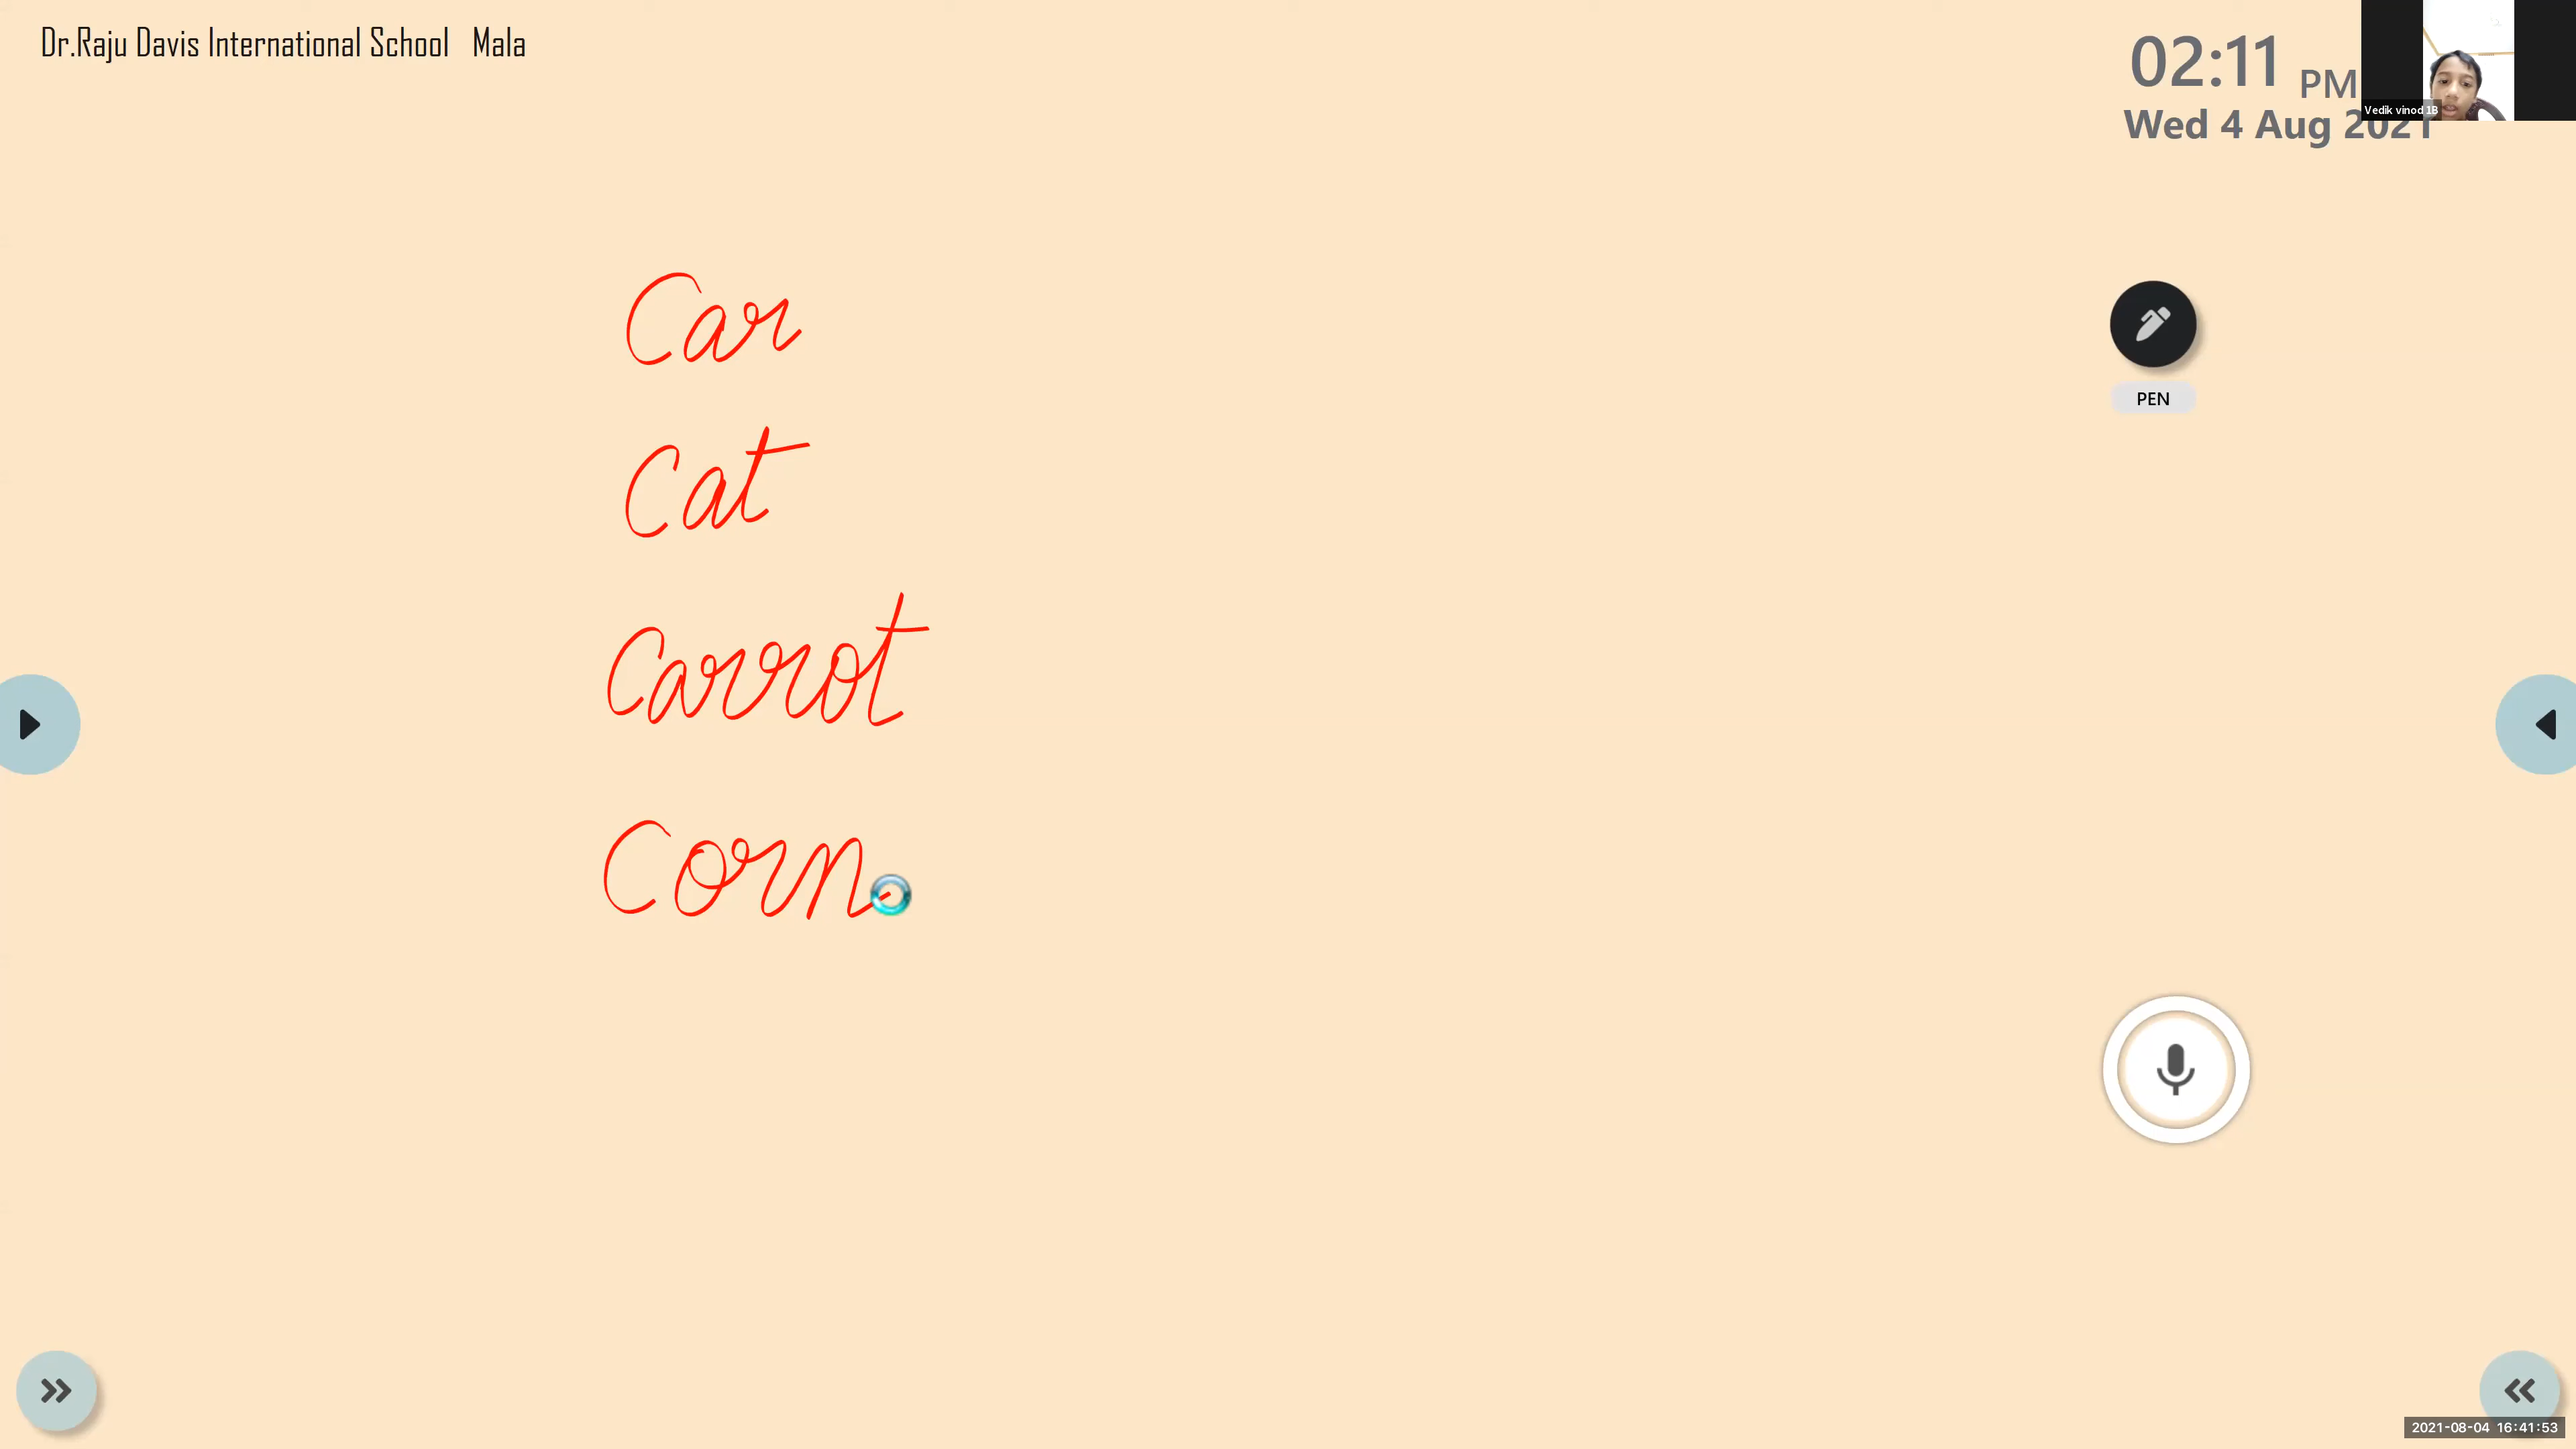 Dr.Raju Davis International School Mala
02:11 PM
Wed 4 Aug 2021
Vedik vinod 1B
Car
Cat
Carrot
Corn
PEN
2021-08-04 16:41:53